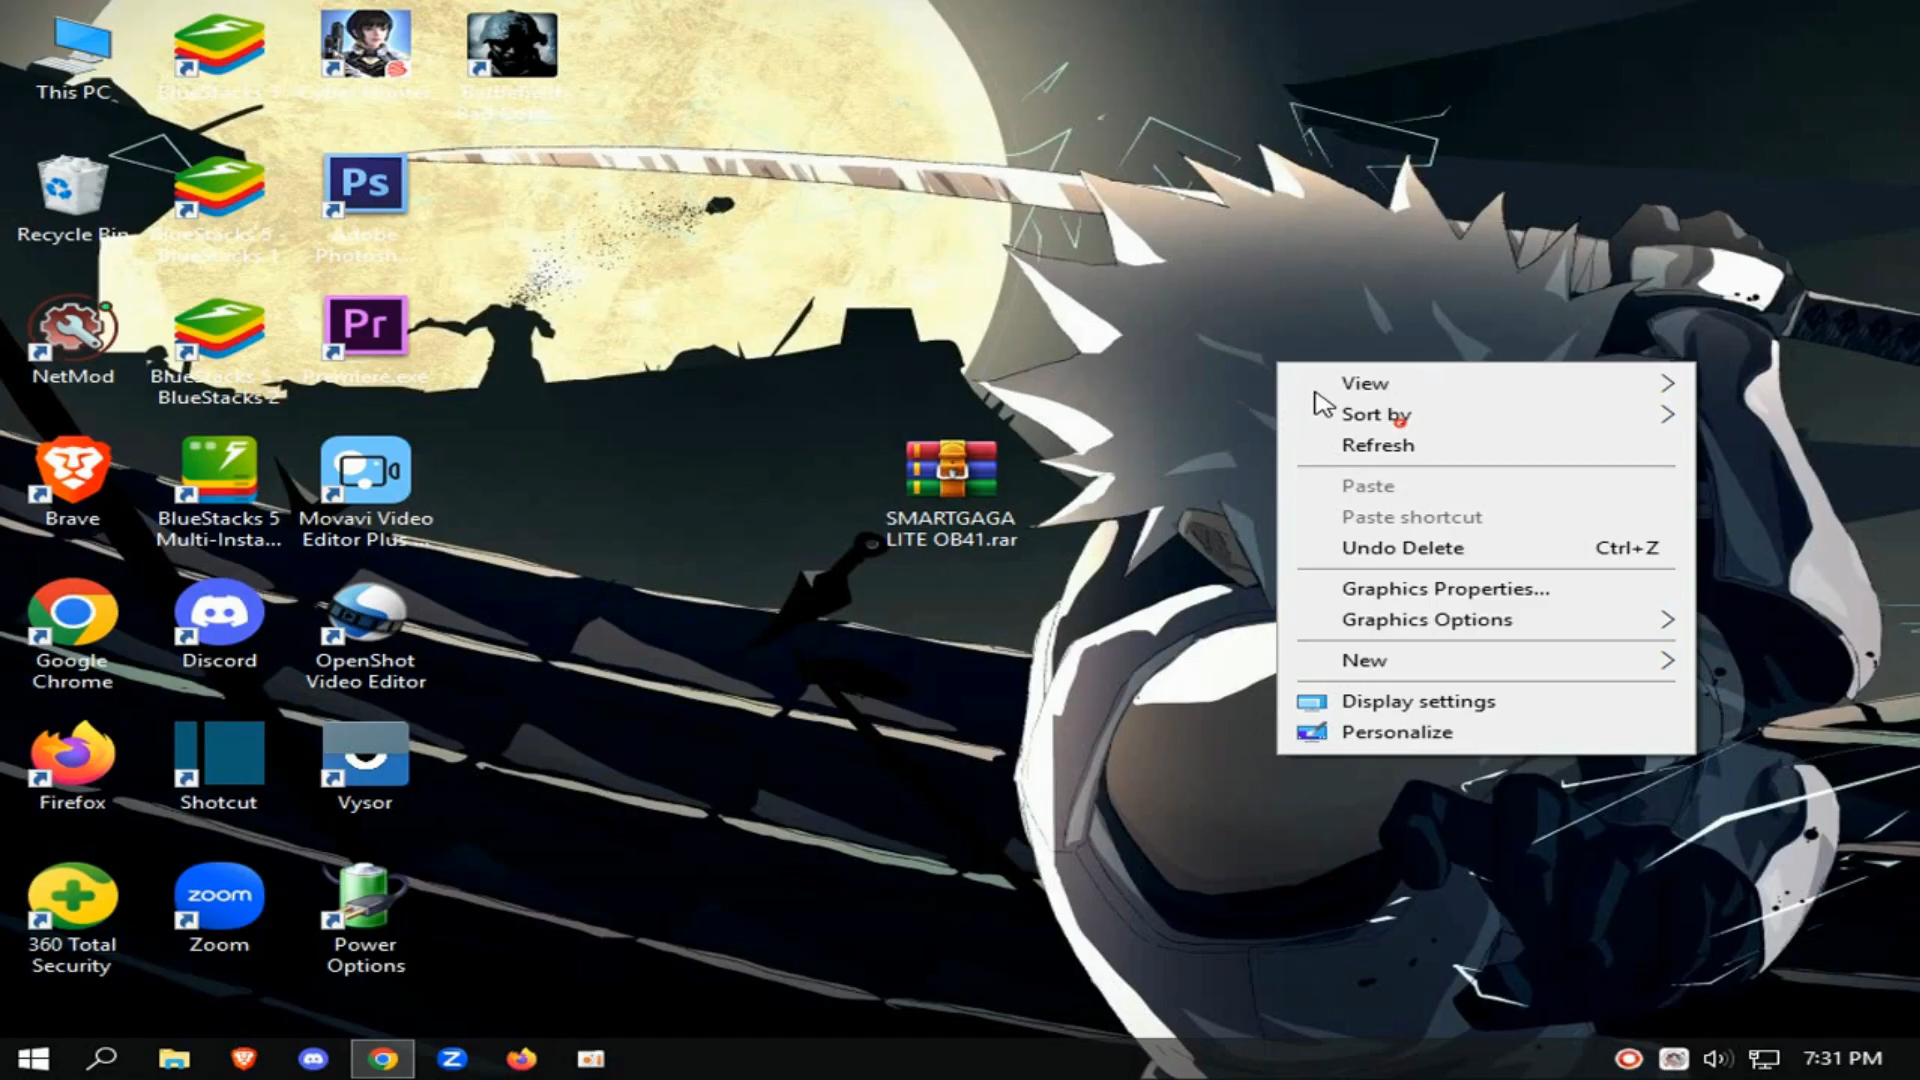 This PC
BlueStacks 5
Cyber Hunter
Battlefield
Bad Com...
Recycle Bin
BlueStacks 5 -
BlueStacks 1
Ps
Adobe
Photosh...
NetMod
BlueStacks 5 -
BlueStacks 2
Pr
Premiere.exe
Brave
BlueStacks 5
Multi-Insta...
Movavi Video
Editor Plus ...
SMARTGAGA
LITE OB41.rar
Google
Chrome
Discord
OpenShot
Video Editor
Firefox
Shotcut
Vysor
360 Total
Security
zoom
Zoom
Power
Options
View
Sort by
Refresh
Paste
Paste shortcut
Undo Delete Ctrl+Z
Graphics Properties...
Graphics Options
New
Display settings
Personalize
Z
7:31 PM